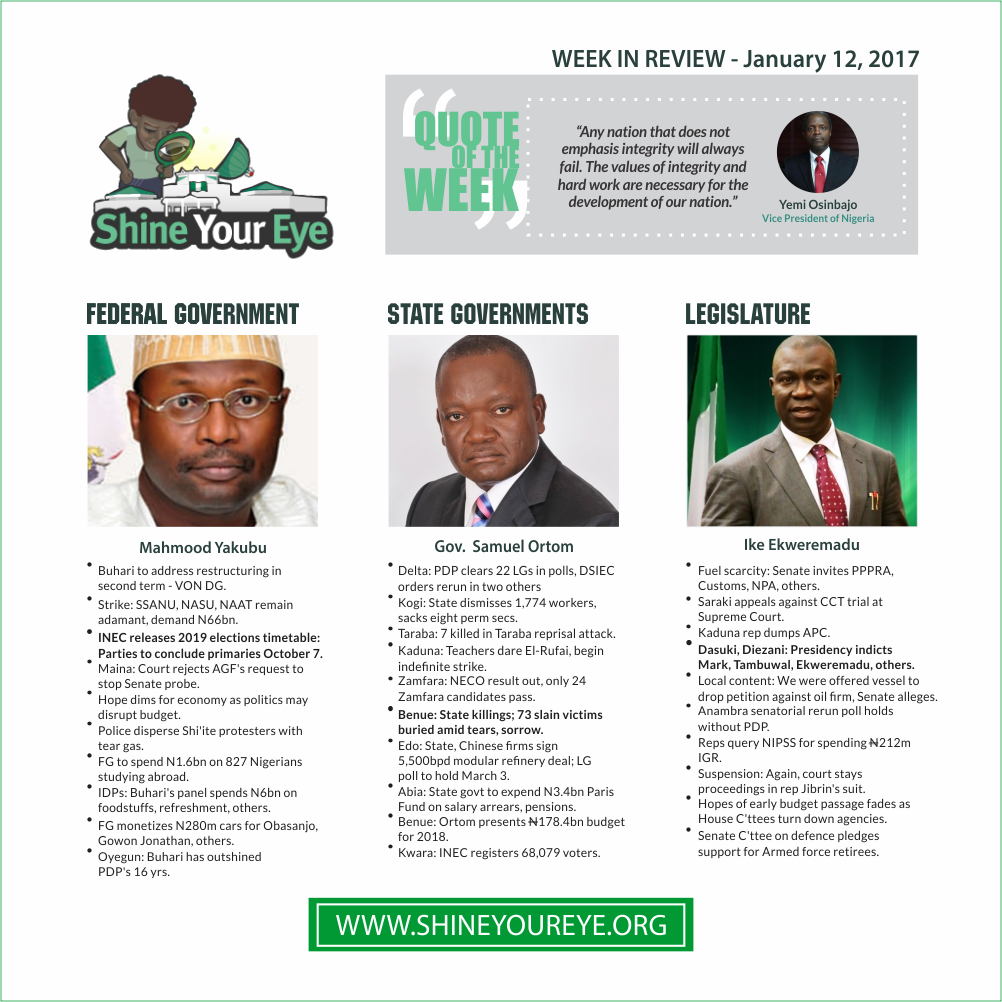 WEEK IN REVIEW - January 12, 2017
Shine Your Eye
QUOTE
OF THE
WEEK
“Any nation that does not
emphasis integrity will always
fail. The values of integrity and
hard work are necessary for the
development of our nation.”
Yemi Osinbajo
Vice President of Nigeria
FEDERAL GOVERNMENT
Mahmood Yakubu
• Buhari to address restructuring in
second term - VON DG.
• Strike: SSANU, NASU, NAAT remain
adamant, demand N66bn.
• INEC releases 2019 elections timetable:
Parties to conclude primaries October 7.
• Maina: Court rejects AGF's request to
stop Senate probe.
• Hope dims for economy as politics may
disrupt budget.
• Police disperse Shi'ite protesters with
tear gas.
• FG to spend N1.6bn on 827 Nigerians
studying abroad.
• IDPs: Buhari's panel spends N6bn on
foodstuffs, refreshment, others.
• FG monetizes N280m cars for Obasanjo,
Gowon Jonathan, others.
• Oyegun: Buhari has outshined
PDP's 16 yrs.
STATE GOVERNMENTS
Gov. Samuel Ortom
• Delta: PDP clears 22 LGs in polls, DSIEC
orders rerun in two others
• Kogi: State dismisses 1,774 workers,
sacks eight perm secs.
• Taraba: 7 killed in Taraba reprisal attack.
• Kaduna: Teachers dare El-Rufai, begin
indefinite strike.
• Zamfara: NECO result out, only 24
Zamfara candidates pass.
• Benue: State killings; 73 slain victims
buried amid tears, sorrow.
• Edo: State, Chinese firms sign
5,500bpd modular refinery deal; LG
poll to hold March 3.
• Abia: State govt to expend N3.4bn Paris
Fund on salary arrears, pensions.
• Benue: Ortom presents ₦178.4bn budget
for 2018.
• Kwara: INEC registers 68,079 voters.
LEGISLATURE
Ike Ekweremadu
• Fuel scarcity: Senate invites PPPRA,
Customs, NPA, others.
• Saraki appeals against CCT trial at
Supreme Court.
• Kaduna rep dumps APC.
• Dasuki, Diezani: Presidency indicts
Mark, Tambuwal, Ekweremadu, others.
• Local content: We were offered vessel to
drop petition against oil firm, Senate alleges.
• Anambra senatorial rerun poll holds
without PDP.
• Reps query NIPSS for spending ₦212m
IGR.
• Suspension: Again, court stays
proceedings in rep Jibrin's suit.
• Hopes of early budget passage fades as
House C'ttees turn down agencies.
• Senate C'ttee on defence pledges
support for Armed force retirees.
WWW.SHINEYOUREYE.ORG